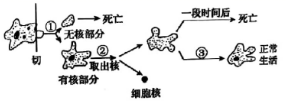 一段时间后
死亡
死亡
①
无核部分
②
取出核
③
正常
生活
切
有核部分
细胞核